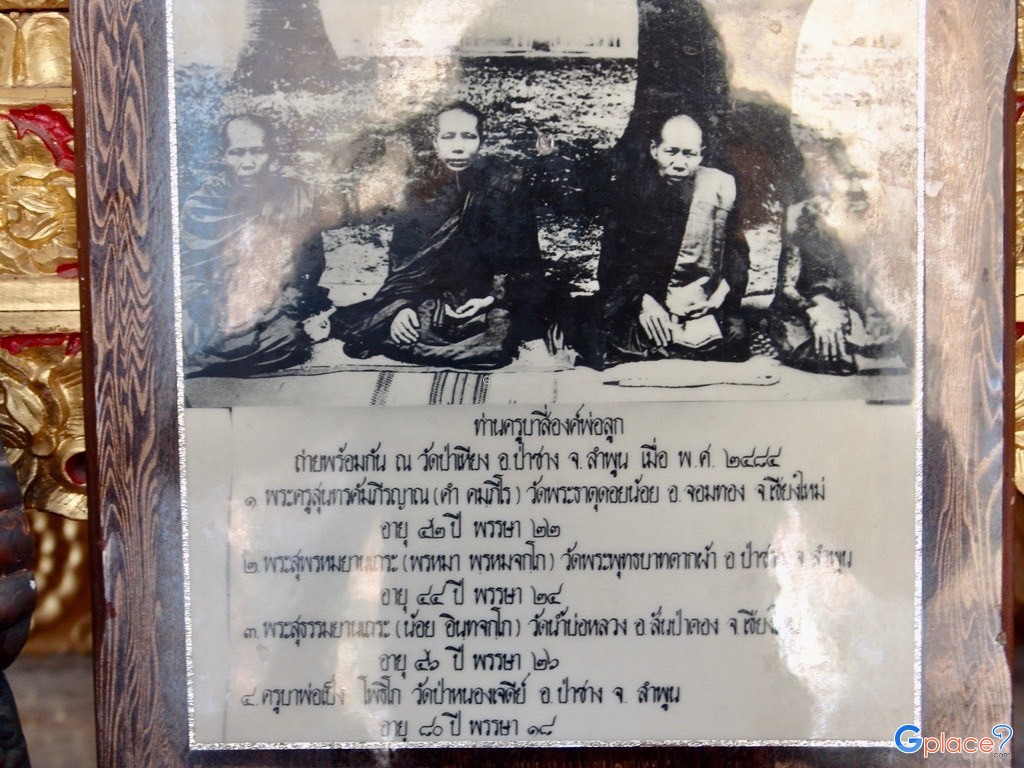 ท่านครูบาสี่องค์พ่อลูก
ถ่ายพร้อมกัน ณ วัดป่าเหียง อ.ป่าซาง จ.ลำพูน เมื่อ พ.ศ. ๒๔๘๔
๑. พระครูสุนทรคัมภีรญาณ (คำ คมฺภีโร) วัดพระธาตุดอยน้อย อ.จอมทอง จ.เชียงใหม่
อายุ ๔๒ ปี พรรษา ๒๒
๒. พระสุพรหมยานเถระ (พรหมา พฺรหฺมจกฺโก) วัดพระพุทธบาทตากผ้า อ.ป่าซาง จ.ลำพูน
อายุ ๔๔ ปี พรรษา ๒๔
๓. พระสุธรรมยานเถระ (น้อย อินฺทจกฺโก) วัดน้ำบ่อหลวง อ.สันป่าตอง จ.เชียงใหม่
อายุ ๔๖ ปี พรรษา ๒๖
๔. ครูบาพ่อเป็ง โพธิโก วัดป่าหนองเจดีย์ อ.ป่าซาง จ.ลำพูน
อายุ ๘๐ ปี พรรษา ๑๘
Gplace?.com